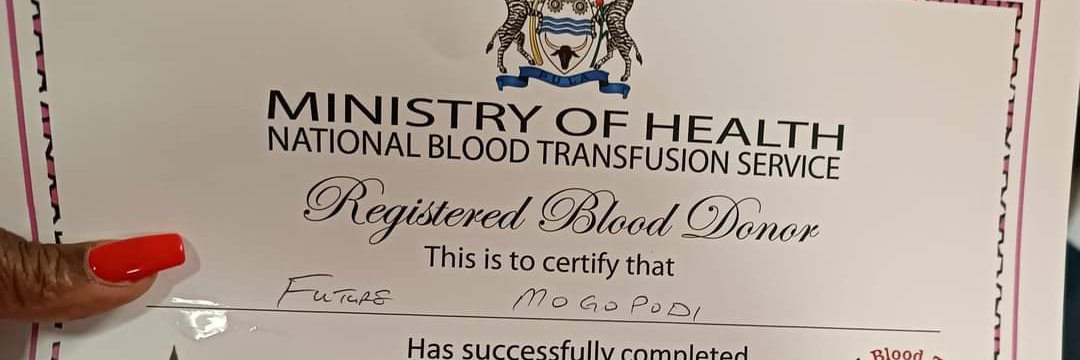 PULA
MINISTRY OF HEALTH
NATIONAL BLOOD TRANSFUSION SERVICE
Registered Blood Donor
This is to certify that
FUTURE MOGOPODI
Has successfully completed
Blood